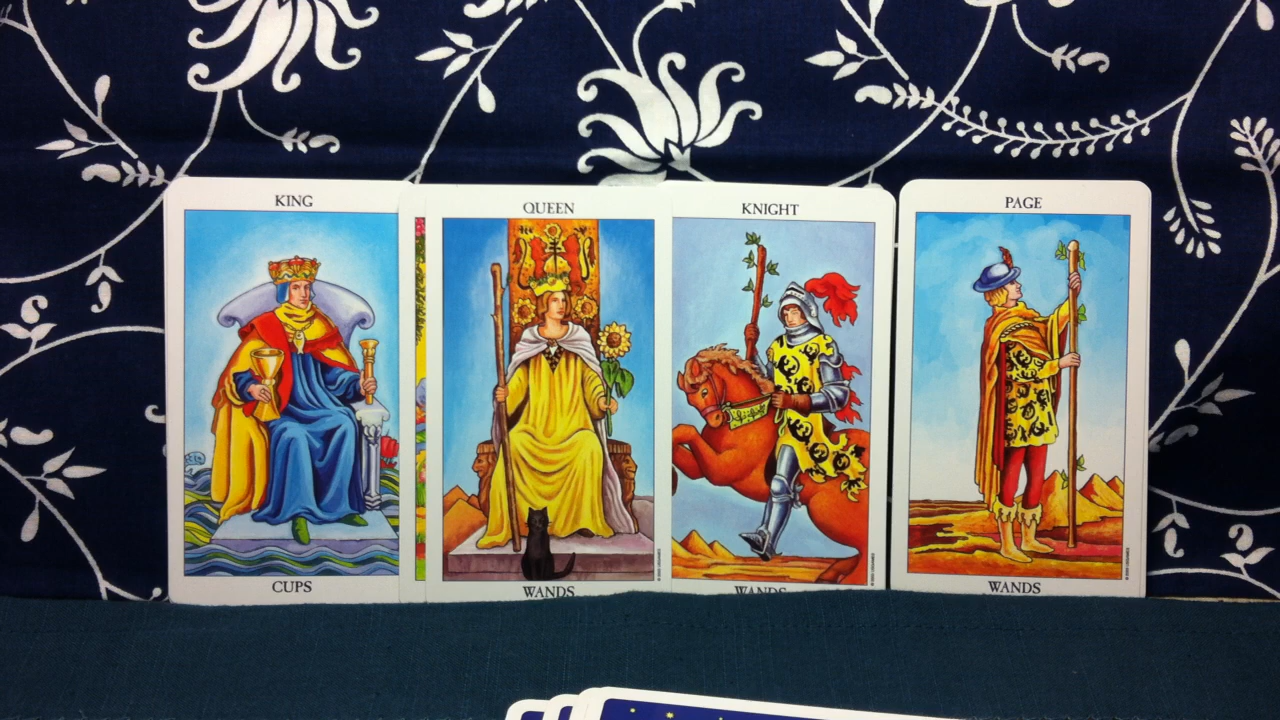 KING
CUPS
QUEEN
WANDS
KNIGHT
WANDS
PAGE
WANDS